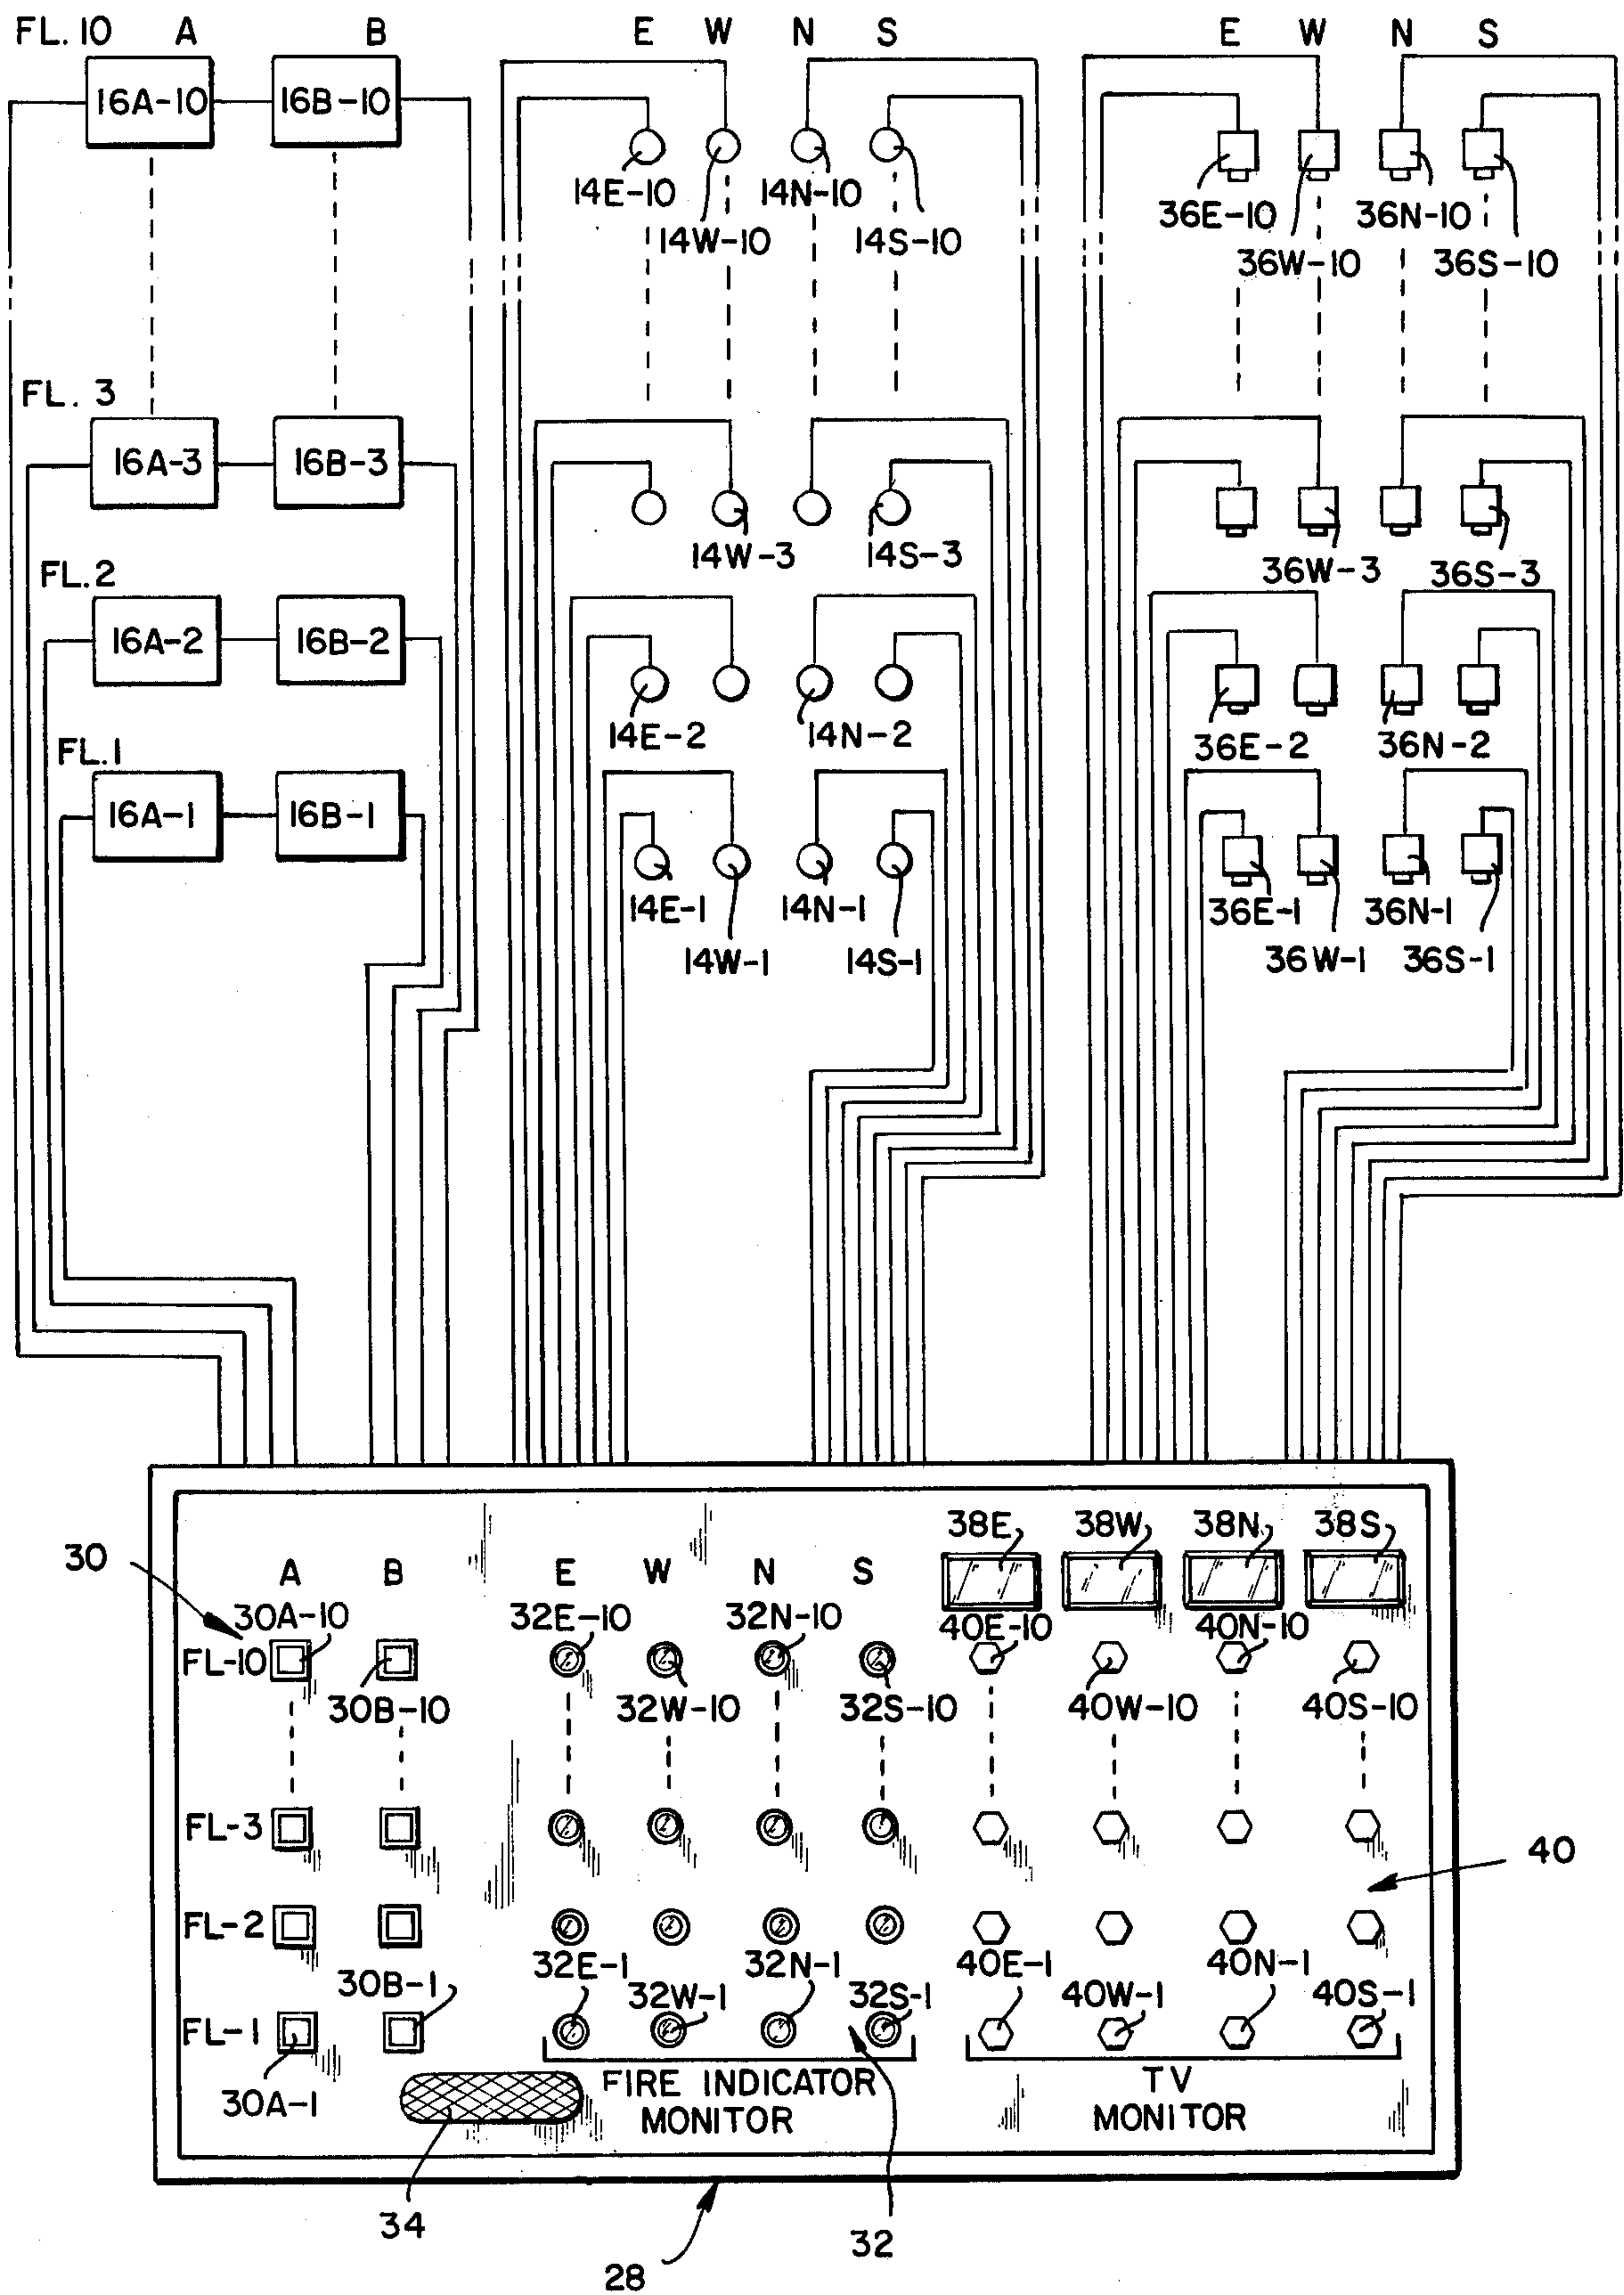 FL. 10 A B E W N S E W N S
16A-10 16B-10
14E-10 14N-10 36E-10 36N-10
14W-10 14S-10 36W-10 36S-10
FL. 3
16A-3 16B-3
14W-3 14S-3 36W-3 36S-3
FL. 2
16A-2 16B-2
14E-2 14N-2 36E-2 36N-2
FL. 1
16A-1 16B-1
14E-1 14N-1 36E-1 36N-1
14W-1 14S-1 36W-1 36S-1
38E 38W 38N 38S
30 A B E W N S
30A-10 32E-10 32N-10 40E-10 40N-10
FL-10
30B-10 32W-10 32S-10 40W-10 40S-10
FL-3
40
FL-2
32E-1 32N-1 40E-1 40N-1
30B-1 32W-1 32S-1 40W-1 40S-1
FL-1
30A-1
FIRE INDICATOR TV
MONITOR MONITOR
34 32
28